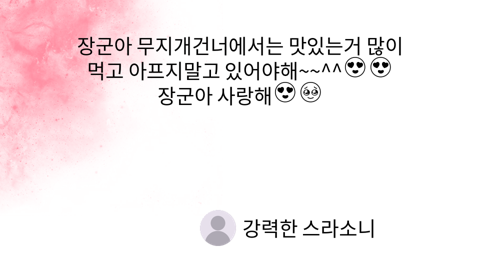 장군아 무지개건너에서는 맛있는거 많이
먹고 아프지말고 있어야해~~^^😍😍
장군아 사랑해😍🥹
강력한 스라소니